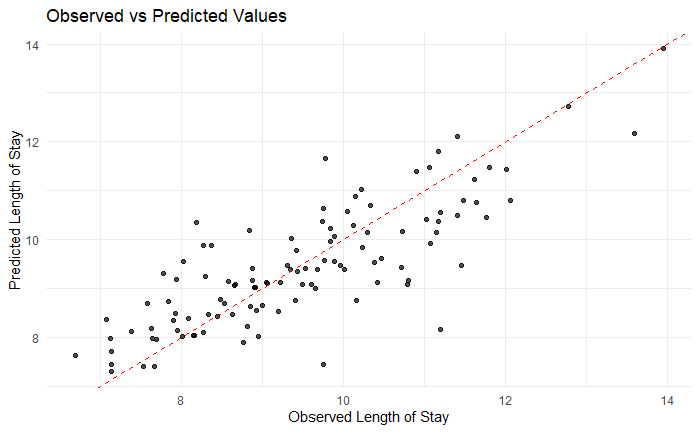 Observed vs Predicted Values
Predicted Length of Stay
14
12
10
8
8 10 12 14
Observed Length of Stay